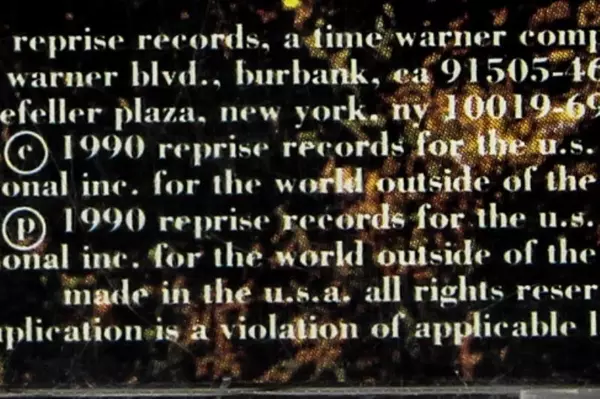 reprise records, a time warner comp
warner blvd., burbank, ca 91505-46
efeller plaza, new york, ny 10019-69
© 1990 reprise records for the u.s.
onal inc. for the world outside of the
℗ 1990 reprise records for the u.s.
onal inc. for the world outside of the
made in the u.s.a. all rights reser
plication is a violation of applicable l